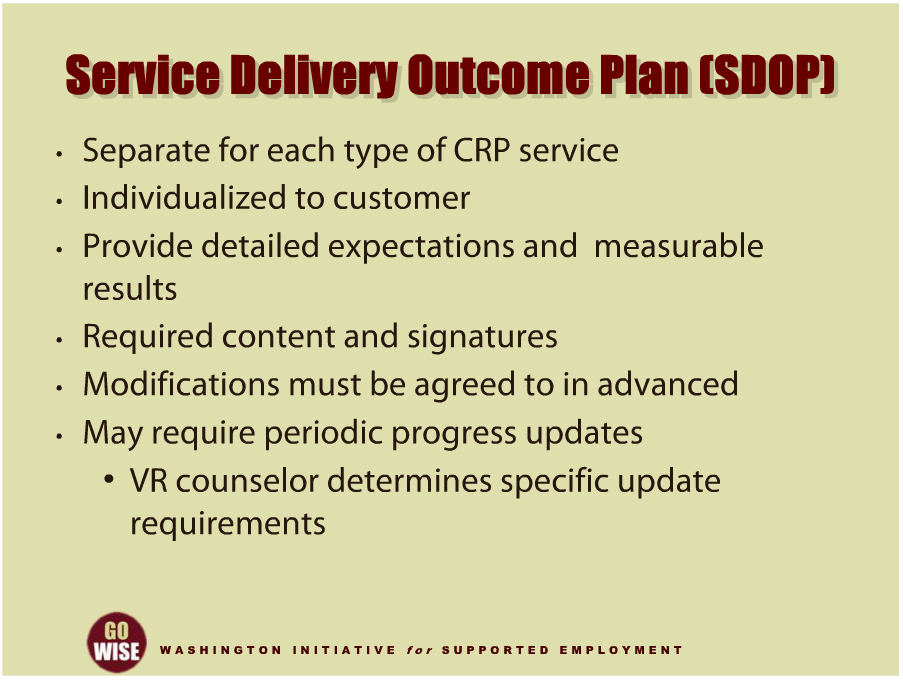 Service Delivery Outcome Plan (SDOP)
• Separate for each type of CRP service
• Individualized to customer
• Provide detailed expectations and  measurable
results
• Required content and signatures
• Modifications must be agreed to in advanced
• May require periodic progress updates
• VR counselor determines specific update
requirements
GO
WISE
WASHINGTON INITIATIVE for SUPPORTED EMPLOYMENT